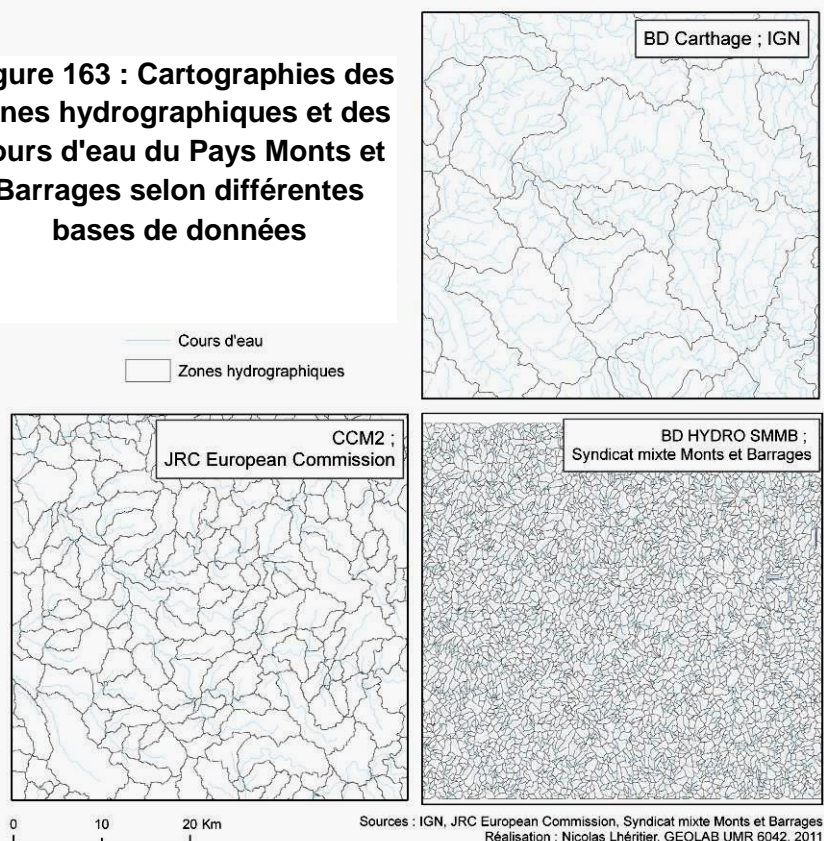 gure 163 : Cartographies des
nes hydrographiques et des
ours d'eau du Pays Monts et
Barrages selon différentes
bases de données
BD Carthage ; IGN
Cours d'eau
Zones hydrographiques
CCM2 ;
JRC European Commission
BD HYDRO SMMB ;
Syndicat mixte Monts et Barrages
0 10 20 Km
Sources : IGN, JRC European Commission, Syndicat mixte Monts et Barrages
Réalisation : Nicolas Lhéritier, GEOLAB UMR 6042, 2011